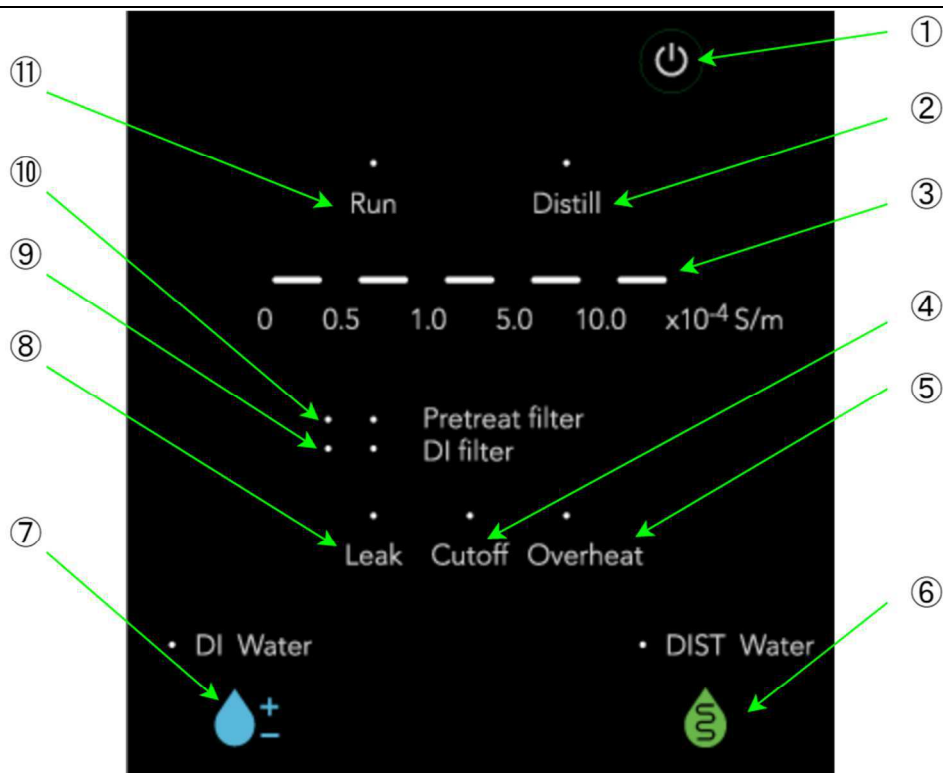 ①
⑪ ②
⑩ Run Distill ③
⑨
0 0.5 1.0 5.0 10.0 x10-4 S/m ④
⑧
Pretreat filter ⑤
DI filter
⑦ Leak Cutoff Overheat
⑥
DI Water DIST Water
+
−